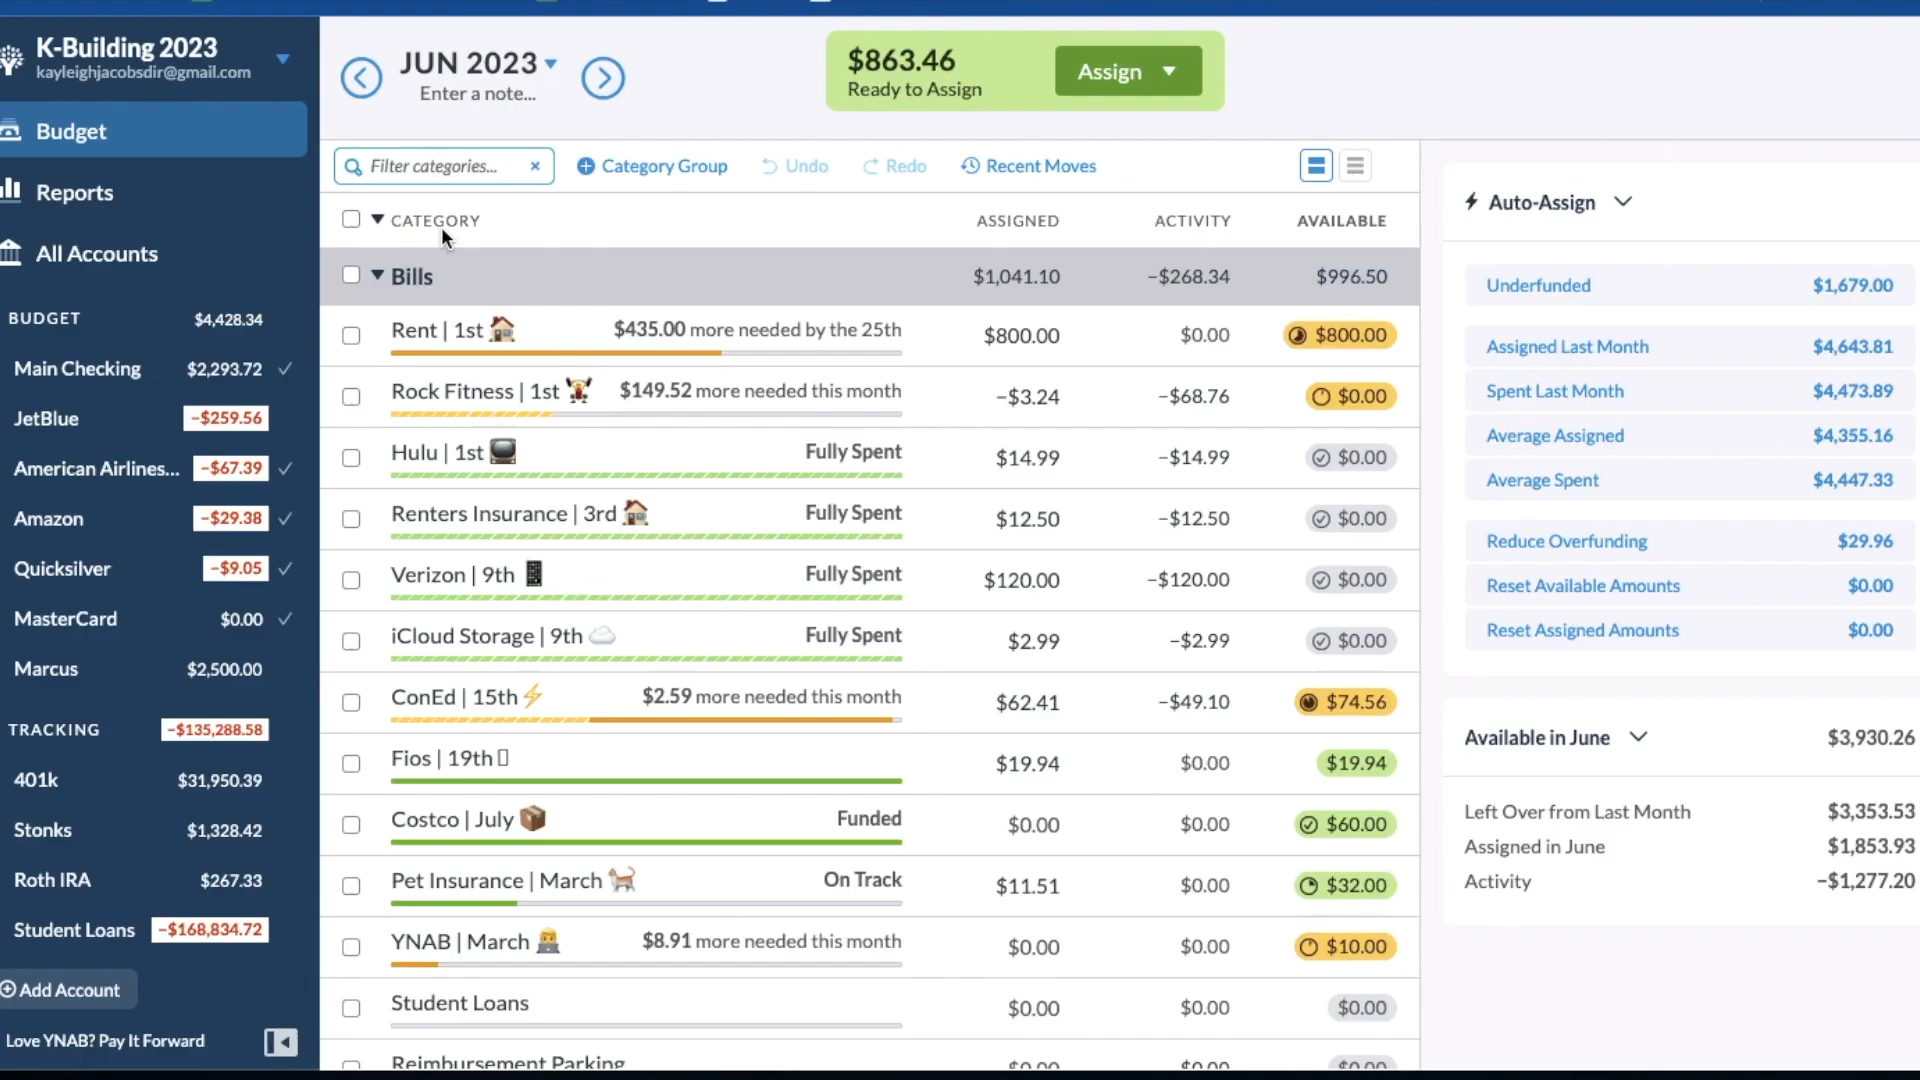 K-Building 2023
kayleighjacobsdir@gmail.com
Budget
Reports
All Accounts
BUDGET $4,428.34
Main Checking $2,293.72
JetBlue −$259.56
American Airlines... −$67.39
Amazon −$29.38
Quicksilver −$9.05
MasterCard $0.00
Marcus $2,500.00
TRACKING −$135,288.58
401k $31,950.39
Stonks $1,328.42
Roth IRA $267.33
Student Loans −$168,834.72
Add Account
Love YNAB? Pay It Forward
JUN 2023
Enter a note...
$863.46
Ready to Assign
Assign
Filter categories...
Category Group
Undo
Redo
Recent Moves
CATEGORY ASSIGNED ACTIVITY AVAILABLE
Bills $1,041.10 −$268.34 $996.50
Rent | 1st 🏠 $435.00 more needed by the 25th $800.00 $0.00 $800.00
Rock Fitness | 1st 🏋️ $149.52 more needed this month −$3.24 −$68.76 $0.00
Hulu | 1st 📺 Fully Spent $14.99 −$14.99 $0.00
Renters Insurance | 3rd 🏠 Fully Spent $12.50 −$12.50 $0.00
Verizon | 9th 📱 Fully Spent $120.00 −$120.00 $0.00
iCloud Storage | 9th ☁️ Fully Spent $2.99 −$2.99 $0.00
ConEd | 15th ⚡ $2.59 more needed this month $62.41 −$49.10 $74.56
Fios | 19th $19.94 $0.00 $19.94
Costco | July 📦 Funded $0.00 $0.00 $60.00
Pet Insurance | March 🐈 On Track $11.51 $0.00 $32.00
YNAB | March 👩‍💻 $8.91 more needed this month $0.00 $0.00 $10.00
Student Loans $0.00 $0.00 $0.00
Reimbursement Parking $0.00 $0.00 $0.00
Auto-Assign
Underfunded $1,679.00
Assigned Last Month $4,643.81
Spent Last Month $4,473.89
Average Assigned $4,355.16
Average Spent $4,447.33
Reduce Overfunding $29.96
Reset Available Amounts $0.00
Reset Assigned Amounts $0.00
Available in June $3,930.26
Left Over from Last Month $3,353.53
Assigned in June $1,853.93
Activity −$1,277.20